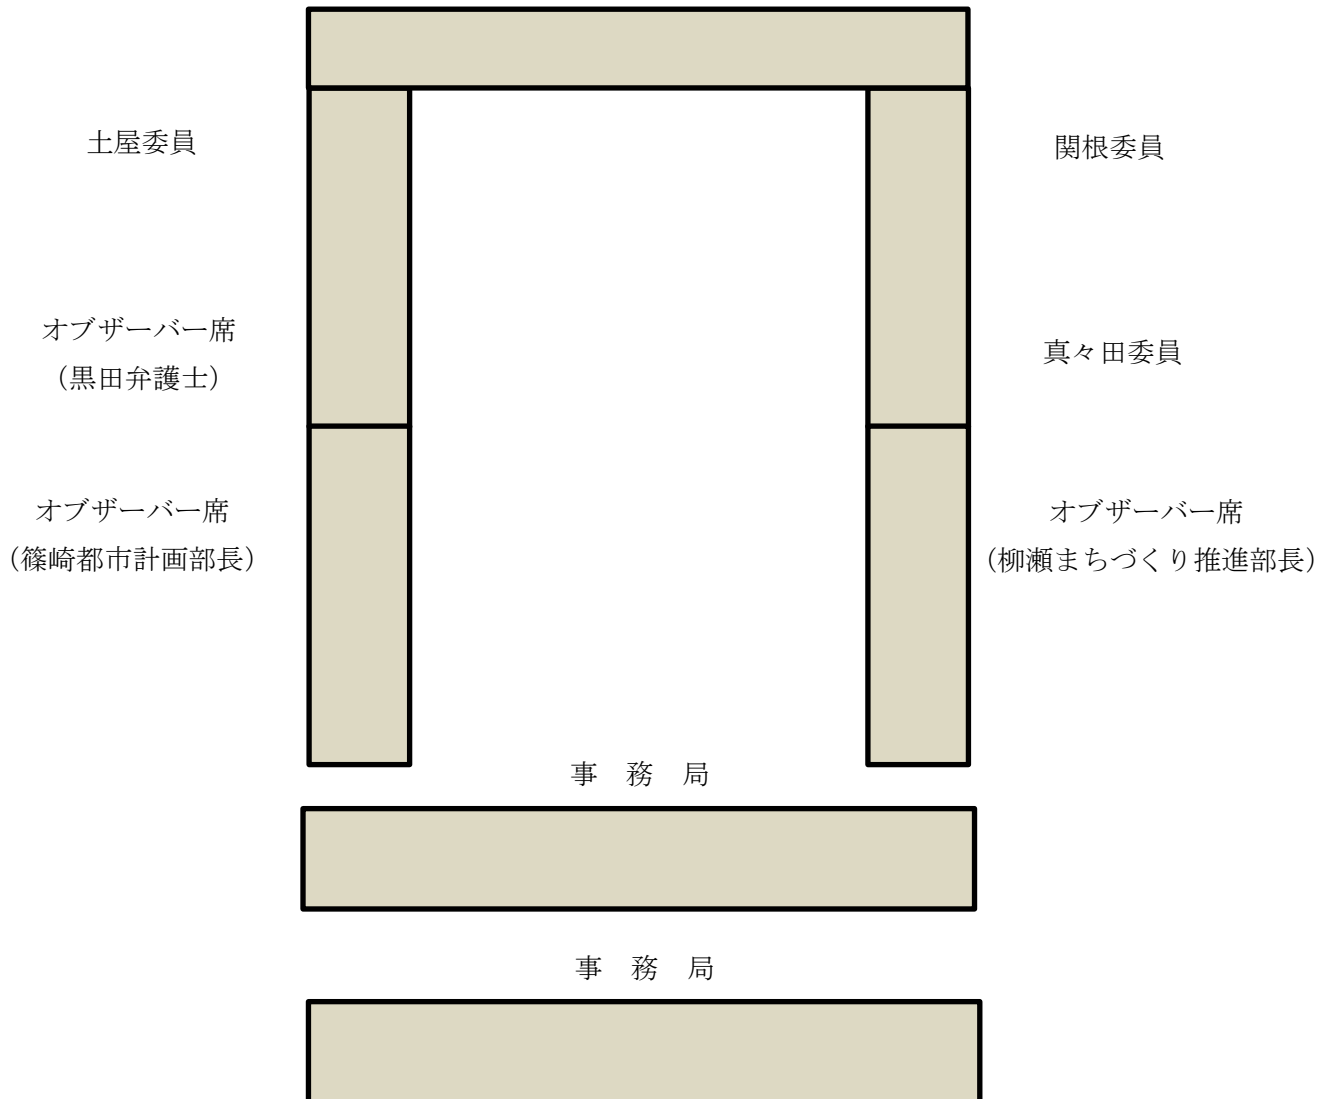 土屋委員
関根委員
オブザーバー席
（黒田弁護士）
真々田委員
オブザーバー席
（篠崎都市計画部長）
オブザーバー席
（柳瀬まちづくり推進部長）
事　務　局
事　務　局